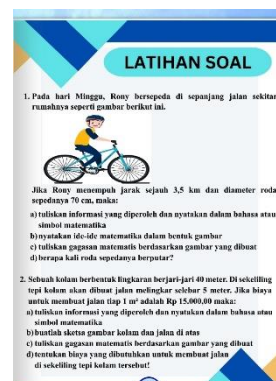 LATIHAN SOAL
1. Pada hari Minggu, Rony bersepeda di sepanjang jalan sekitar
rumahnya seperti gambar berikut ini.
Jika Rony menempuh jarak sejauh 3,5 km dan diameter roda
sepedanya 70 cm, maka:
a) tuliskan informasi yang diperoleh dan nyatakan dalam bahasa atau
simbol matematika
b) nyatakan ide-ide matematika dalam bentuk gambar
c) tuliskan gagasan matematis berdasarkan gambar yang dibuat
d) berapa kali roda sepedanya berputar?
2. Sebuah kolam berbentuk lingkaran berjari-jari 40 meter. Di sekeliling
tepi kolam akan dibuat jalan melingkar selebar 5 meter. Jika biaya
untuk membuat jalan tiap 1 m² adalah Rp 15.000,00 maka:
a) tuliskan informasi yang diperoleh dan nyatakan dalam bahasa atau
simbol matematika
b) buatlah sketsa gambar kolam dan jalan di atas
c) tuliskan gagasan matematis berdasarkan gambar yang dibuat
d) tentukan biaya yang dibutuhkan untuk membuat jalan
di sekeliling tepi kolam tersebut!